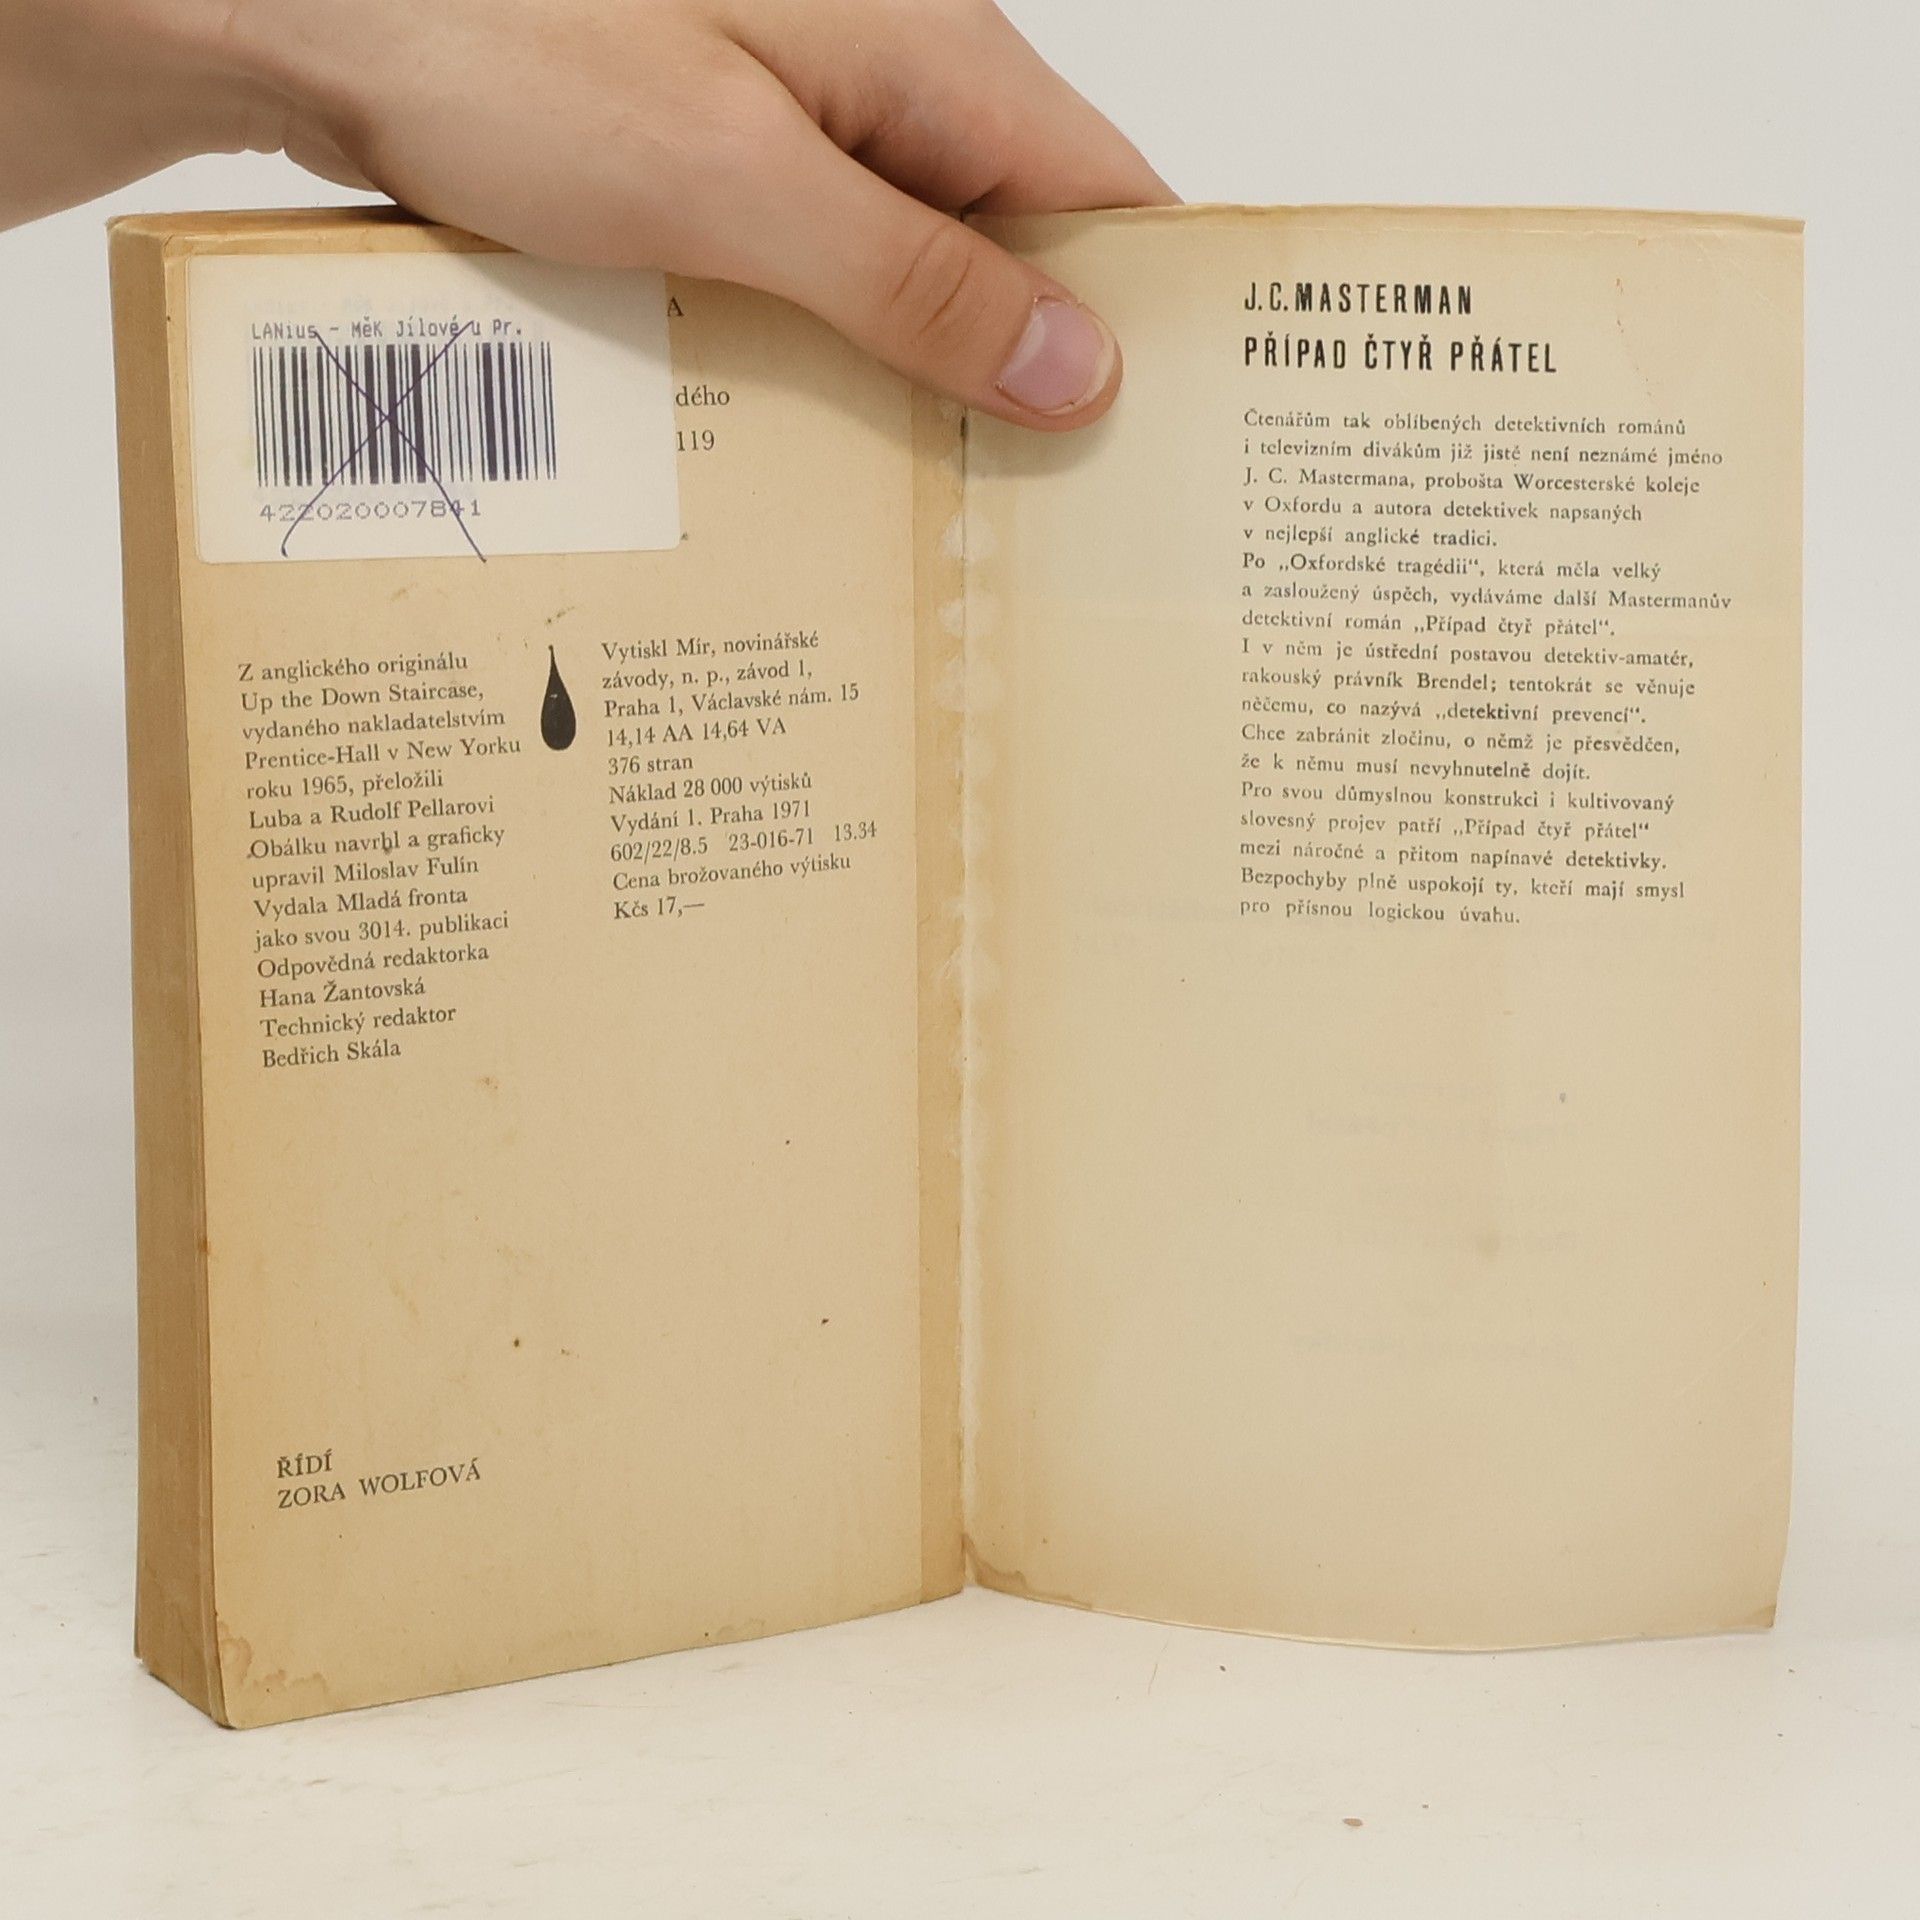 LANius - MěK Jílové u Pr.
422020007841
A
dého
119
Z anglického originálu
Up the Down Staircase,
vydaného nakladatelstvím
Prentice-Hall v New Yorku
roku 1965, přeložili
Luba a Rudolf Pellarovi
Obálku navrhl a graficky
upravil Miloslav Fulín
Vydala Mladá fronta
jako svou 3014. publikaci
Odpovědná redaktorka
Hana Žantovská
Technický redaktor
Bedřich Skála
Vytiskl Mír, novinářské
závody, n. p., závod 1,
Praha 1, Václavské nám. 15
14,14 AA 14,64 VA
376 stran
Náklad 28 000 výtisků
Vydání 1. Praha 1971
602/22/8.5 23-016-71 13.34
Cena brožovaného výtisku
Kčs 17,—
ŘÍDÍ
ZORA WOLFOVÁ
J. C. MASTERMAN
PŘÍPAD ČTYŘ PŘÁTEL
Čtenářům tak oblíbených detektivních románů
i televizním divákům již jistě není neznámé jméno
J. C. Mastermana, probošta Worcesterské koleje
v Oxfordu a autora detektivek napsaných
v nejlepší anglické tradici.
Po „Oxfordské tragédii“, která měla velký
a zasloužený úspěch, vydáváme další Mastermanův
detektivní román „Případ čtyř přátel“.
I v něm je ústřední postavou detektiv-amatér,
rakouský právník Brendel; tentokrát se věnuje
něčemu, co nazývá „detektivní prevencí“.
Chce zabránit zločinu, o němž je přesvědčen,
že k němu musí nevyhnutelně dojít.
Pro svou důmyslnou konstrukci i kultivovaný
slovesný projev patří „Případ čtyř přátel“
mezi náročné a přitom napínavé detektivky.
Bezpochyby plně uspokojí ty, kteří mají smysl
pro přísnou logickou úvahu.